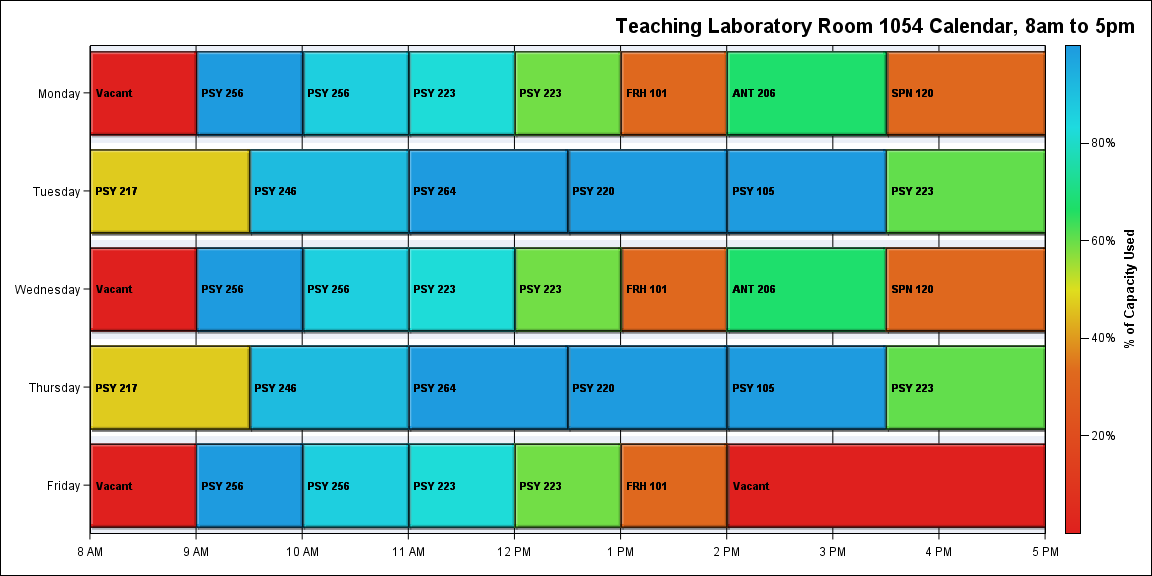 Teaching Laboratory Room 1054 Calendar, 8am to 5pm
Monday
Vacant
PSY 256
PSY 256
PSY 223
PSY 223
FRH 101
ANT 206
SPN 120
Tuesday
PSY 217
PSY 246
PSY 264
PSY 220
PSY 105
PSY 223
Wednesday
Vacant
PSY 256
PSY 256
PSY 223
PSY 223
FRH 101
ANT 206
SPN 120
Thursday
PSY 217
PSY 246
PSY 264
PSY 220
PSY 105
PSY 223
Friday
Vacant
PSY 256
PSY 256
PSY 223
PSY 223
FRH 101
Vacant
8 AM
9 AM
10 AM
11 AM
12 PM
1 PM
2 PM
3 PM
4 PM
5 PM
80%
60%
40%
20%
% of Capacity Used